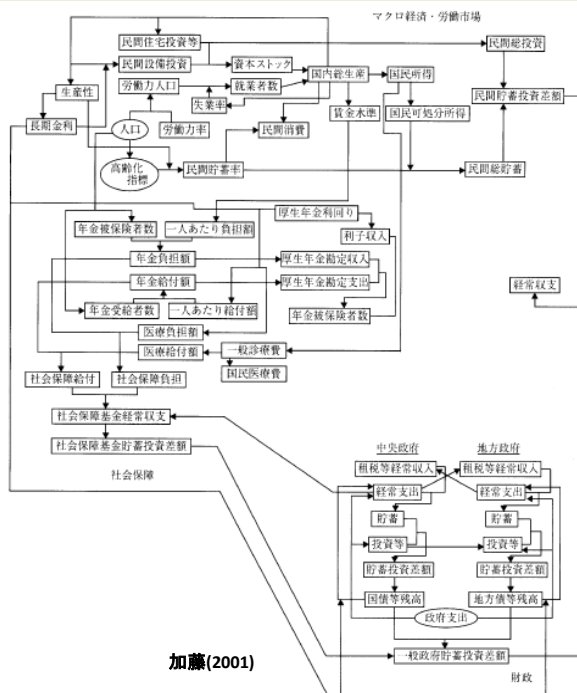 マクロ経済・労働市場
民間住宅投資等
民間総投資
民間設備投資
資本ストック
国内総生産
国民所得
生産性
労働力人口
就業者数
民間貯蓄投資差額
失業率
賃金水準
国民可処分所得
長期金利
人口
労働力率
民間消費
高齢化
指標
民間貯蓄率
民間総貯蓄
厚生年金利回り
年金被保険者数
一人あたり負担額
利子収入
年金負担額
厚生年金勘定収入
年金給付額
厚生年金勘定支出
経常収支
年金受給者数
一人あたり給付額
年金被保険者数
医療負担額
医療給付額
一般診療費
社会保障給付
社会保障負担
国民医療費
社会保障基金経常収支
社会保障基金貯蓄投資差額
中央政府
地方政府
租税等経常収入
租税等経常収入
社会保障
経常支出
経常支出
貯蓄
貯蓄
投資等
投資等
貯蓄投資差額
貯蓄投資差額
国債等残高
地方債等残高
政府支出
加藤(2001)
一般政府貯蓄投資差額
財政